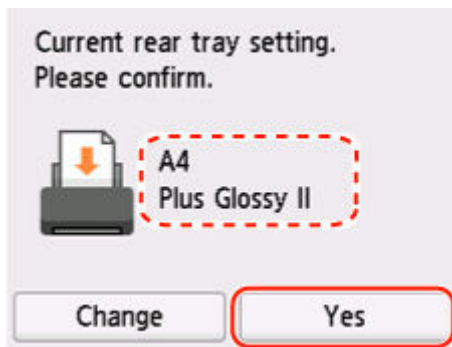 Current rear tray setting.
Please confirm.
A4
Plus Glossy II
Change
Yes